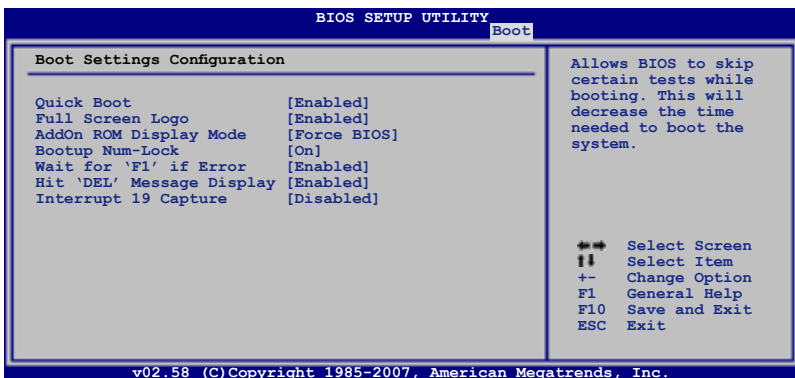 BIOS SETUP UTILITY
Boot
Boot Settings Configuration
Quick Boot [Enabled]
Full Screen Logo [Enabled]
AddOn ROM Display Mode [Force BIOS]
Bootup Num-Lock [On]
Wait for ‘F1’ if Error [Enabled]
Hit ‘DEL’ Message Display [Enabled]
Interrupt 19 Capture [Disabled]
Allows BIOS to skip
certain tests while
booting. This will
decrease the time
needed to boot the
system.
←→ Select Screen
↑↓ Select Item
+- Change Option
F1 General Help
F10 Save and Exit
ESC Exit
v02.58 (C)Copyright 1985-2007, American Megatrends, Inc.